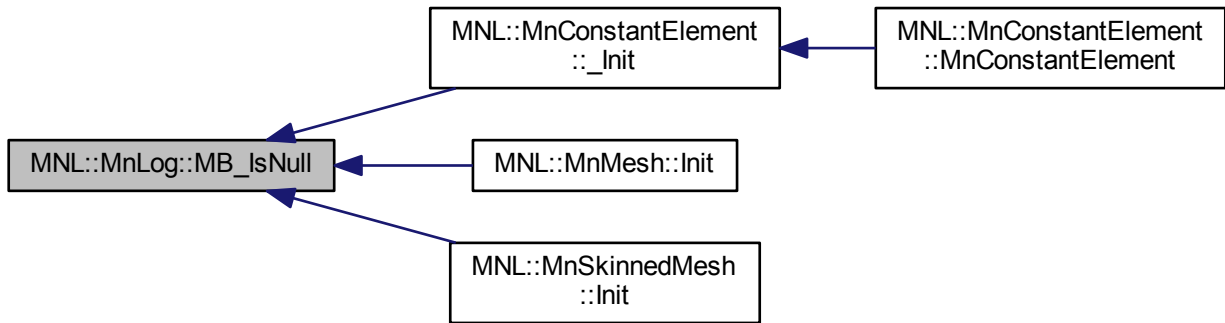 MNL::MnConstantElement
::_Init
MNL::MnConstantElement
::MnConstantElement
MNL::MnLog::MB_IsNull
MNL::MnMesh::Init
MNL::MnSkinnedMesh
::Init